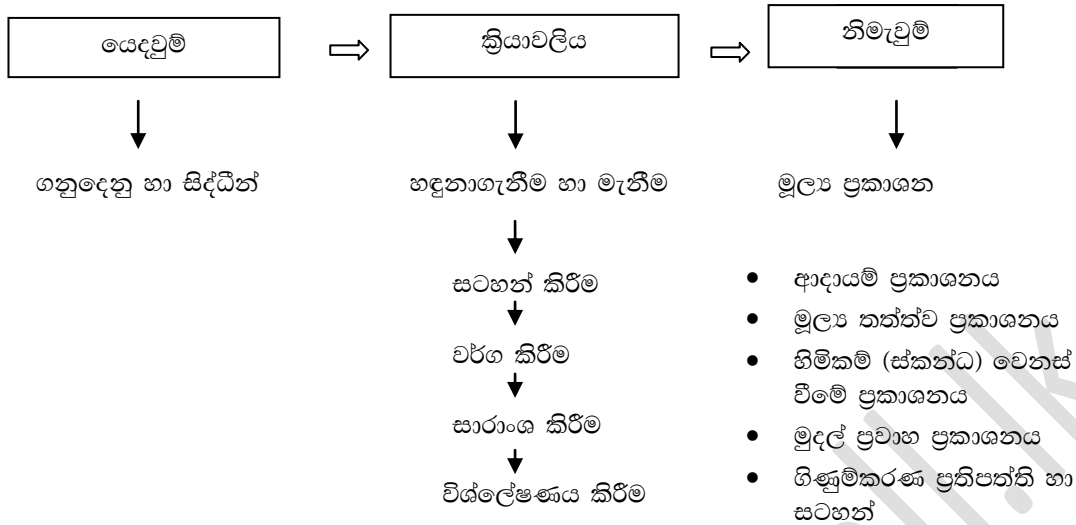 යෙදවුම්
ක්‍රියාවලිය
නිමැවුම්
ගනුදෙනු හා සිද්ධීන්
හඳුනාගැනීම හා මැනීම
සටහන් කිරීම
වර්ග කිරීම
සාරාංශ කිරීම
විශ්ලේෂණය කිරීම
මූල්‍ය ප්‍රකාශන
• ආදායම් ප්‍රකාශනය
• මූල්‍ය තත්ත්ව ප්‍රකාශනය
• හිමිකම් (ස්කන්ධ) වෙනස්
වීමේ ප්‍රකාශනය
• මුදල් ප්‍රවාහ ප්‍රකාශනය
• ගිණුම්කරණ ප්‍රතිපත්ති හා
සටහන්